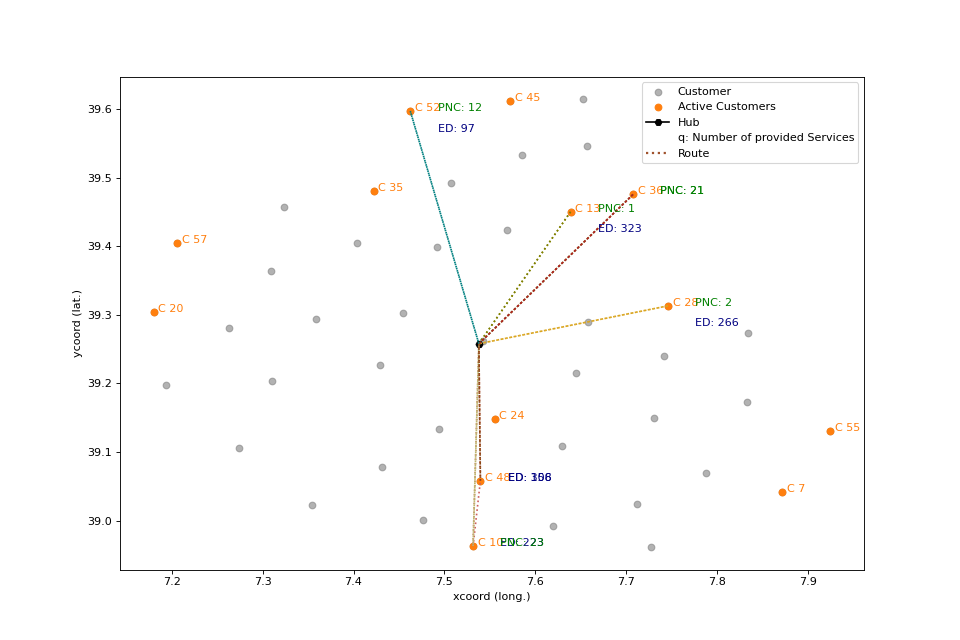 Customer
Active Customers
Hub
q: Number of provided Services
Route
C 52
PNC: 12
ED: 97
C 45
C 35
C 36
PNC: 21
C 13
PNC: 1
ED: 323
C 57
C 20
C 28
PNC: 2
ED: 266
C 24
C 55
C 48
ED:
C 7
C
39.6
39.5
39.4
39.3
39.2
39.1
39.0
ycoord (lat.)
7.2 7.3 7.4 7.5 7.6 7.7 7.8 7.9
xcoord (long.)